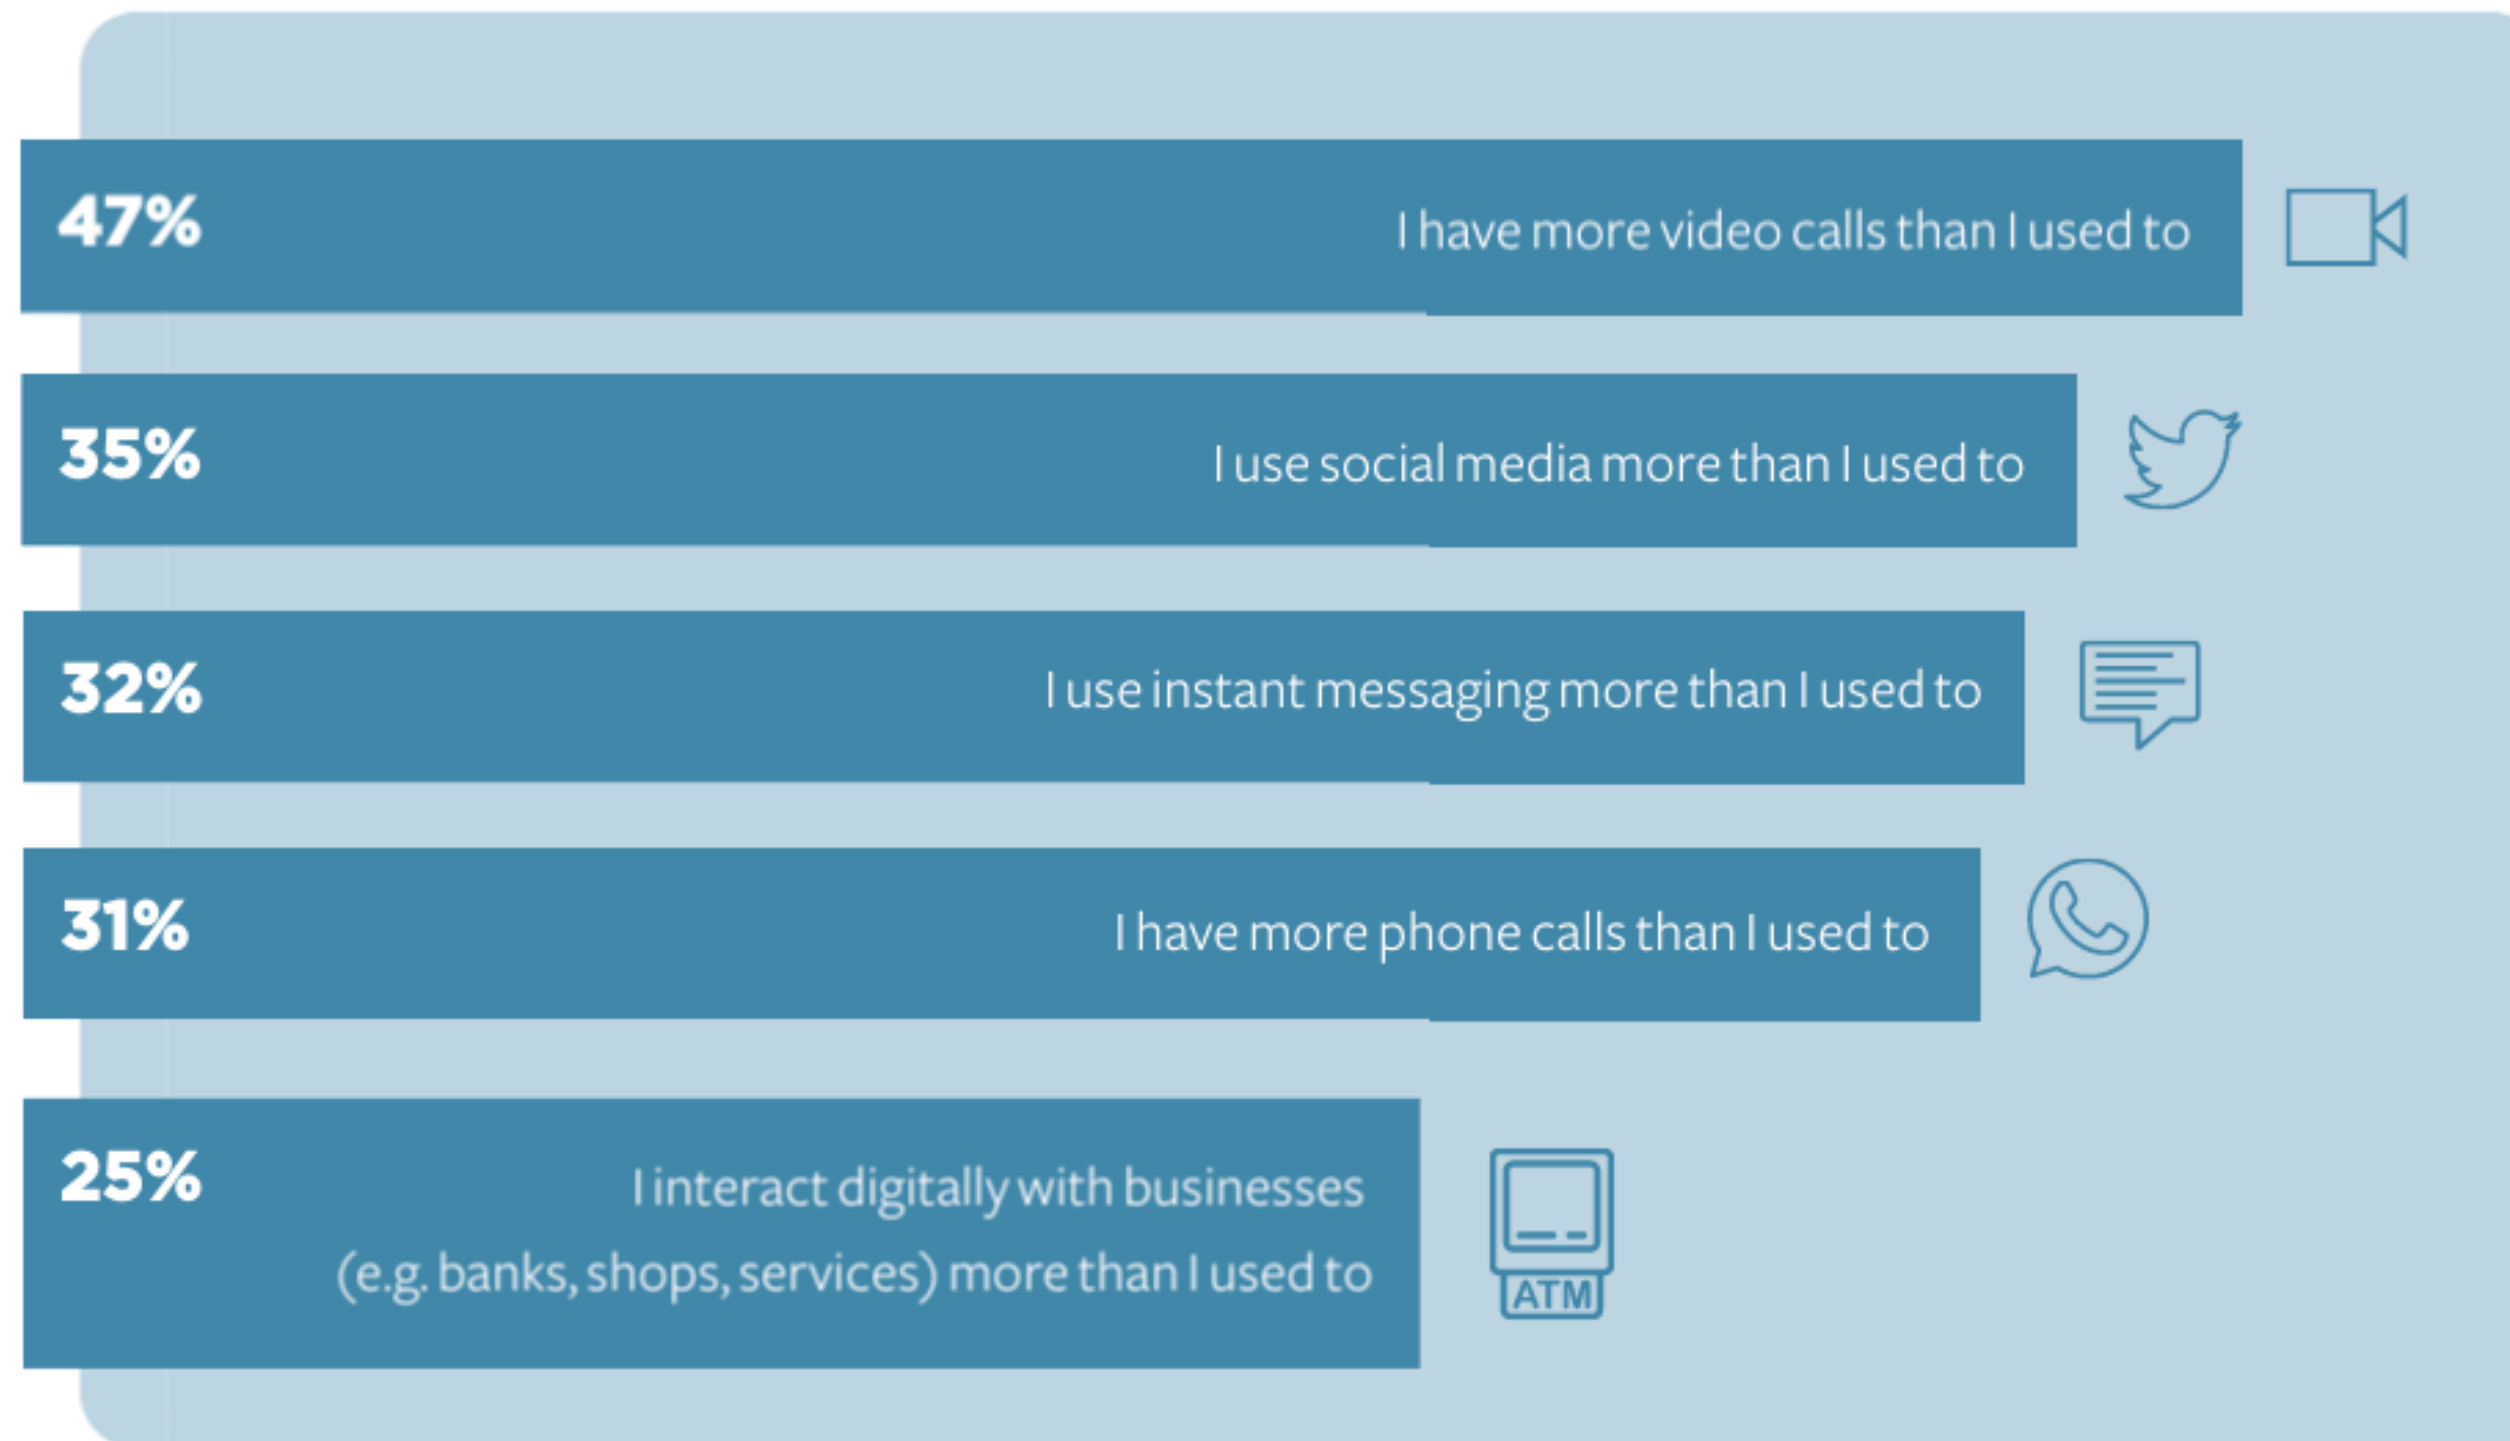 47%
I have more video calls than I used to
35%
I use social media more than I used to
32%
I use instant messaging more than I used to
31%
I have more phone calls than I used to
25%
I interact digitally with businesses
(e.g. banks, shops, services) more than I used to
ATM